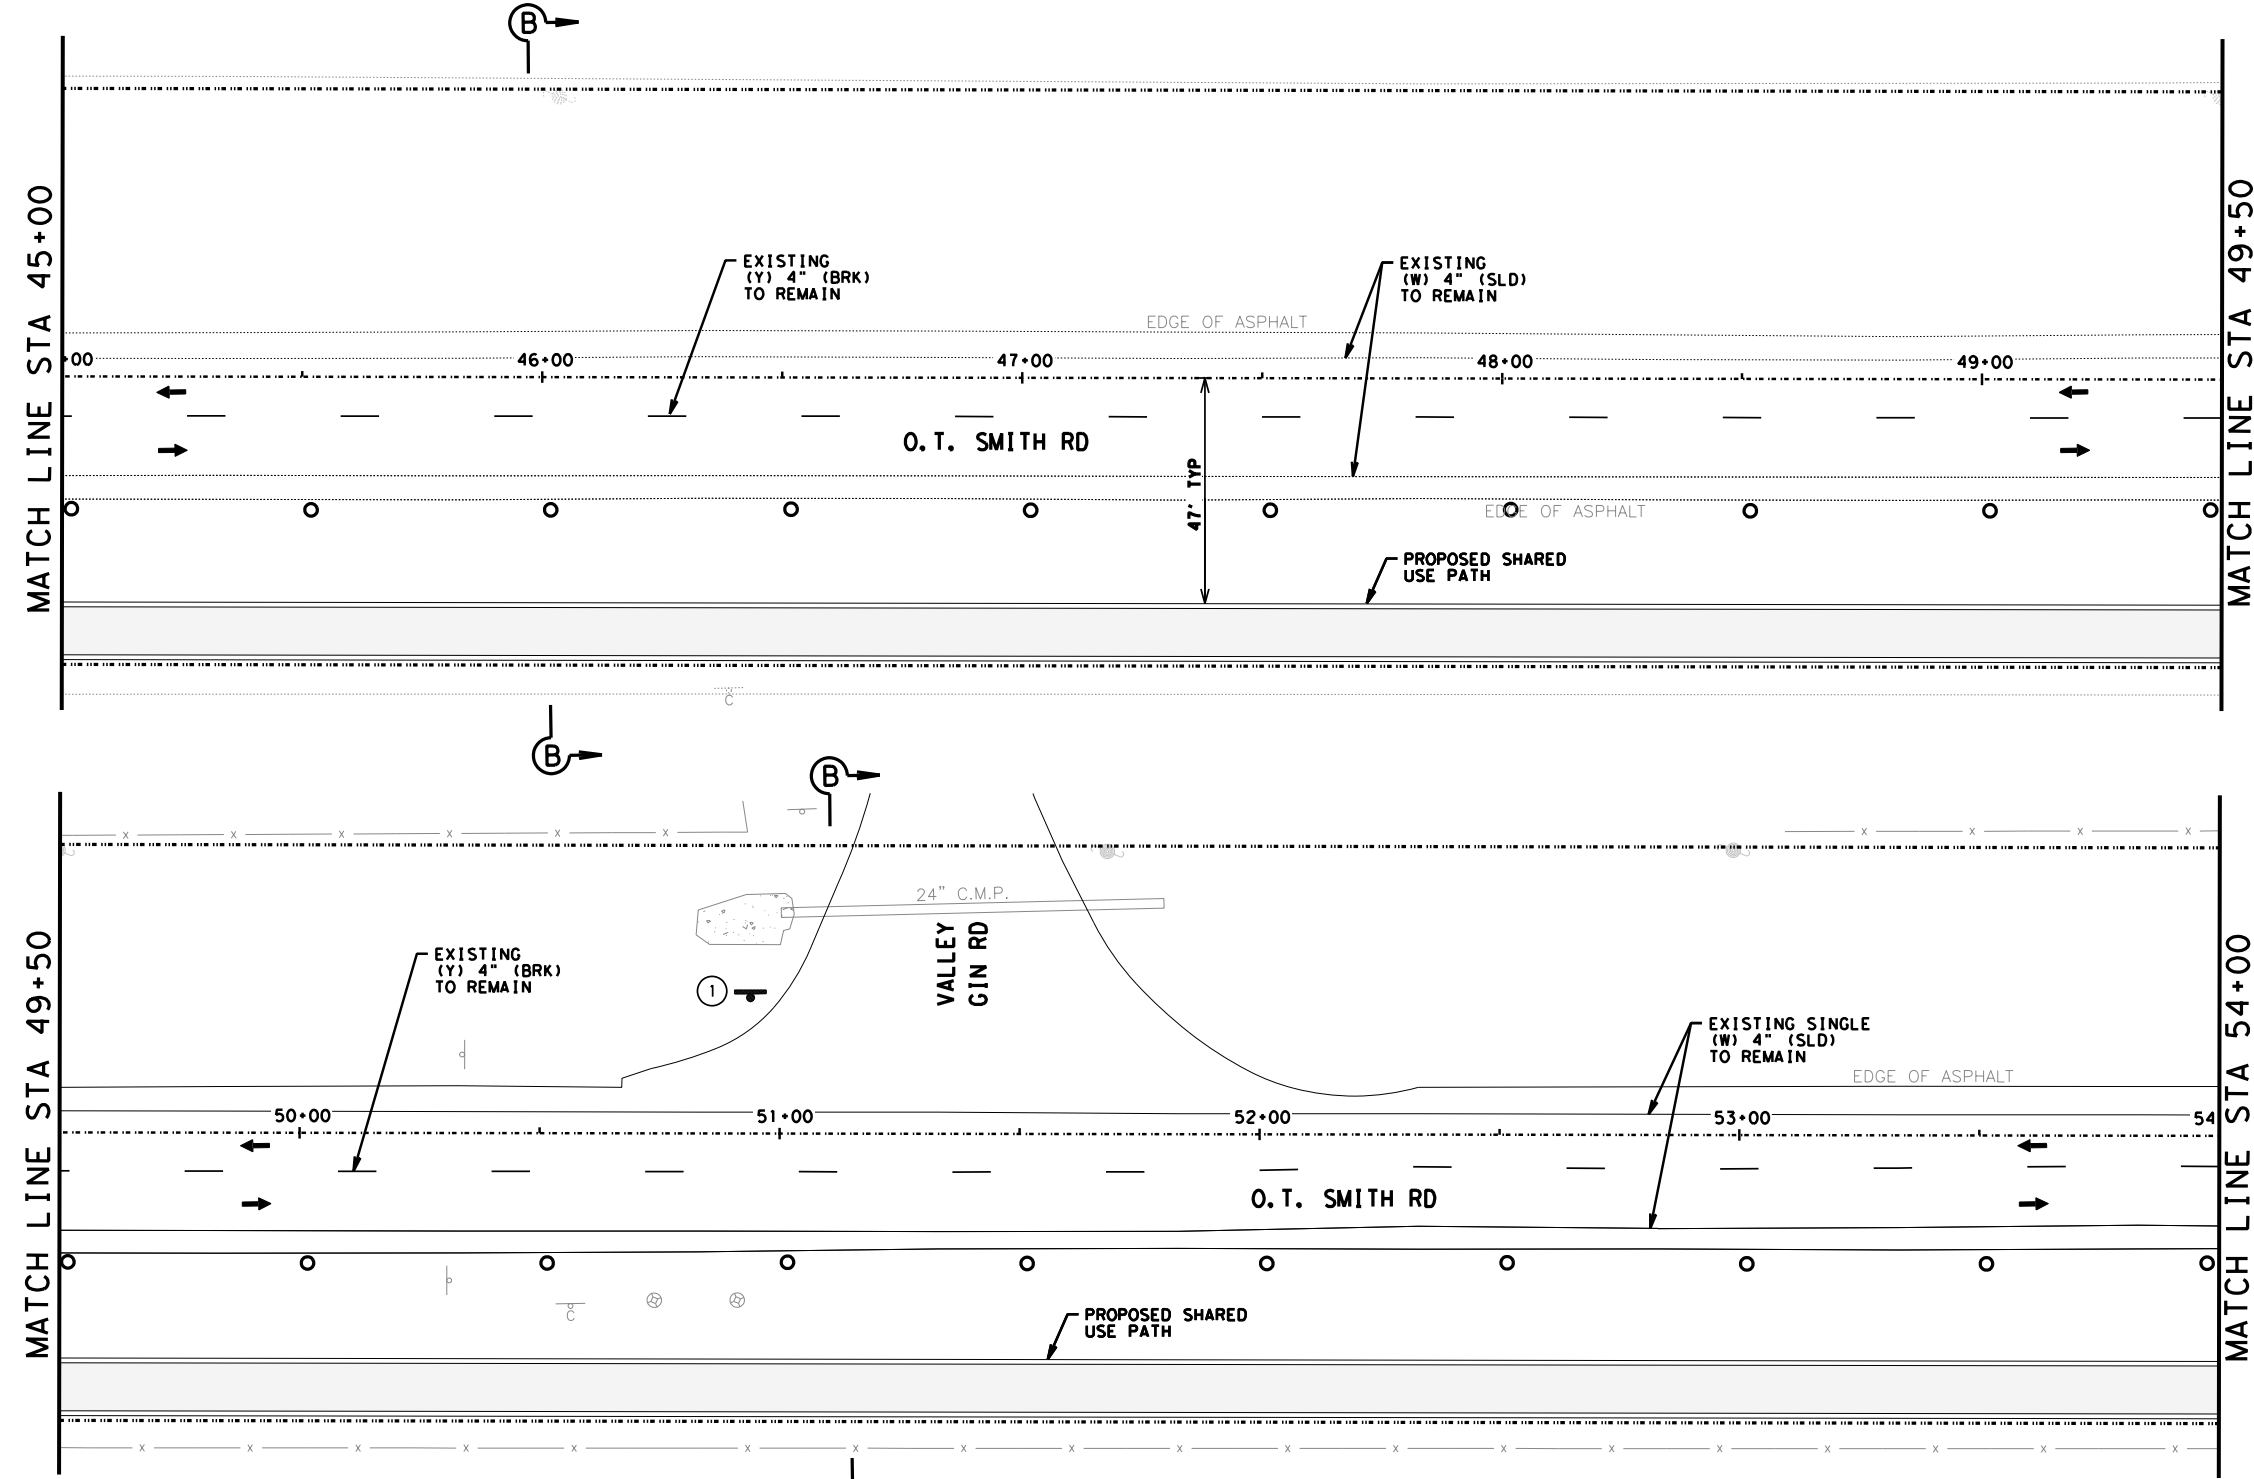 B
MATCH LINE STA 45+00
EXISTING
(Y) 4" (BRK)
TO REMAIN
EXISTING
(W) 4" (SLD)
TO REMAIN
EDGE OF ASPHALT
+00
46+00
47+00
48+00
49+00
O.T. SMITH RD
47' TYP
EDGE OF ASPHALT
PROPOSED SHARED
USE PATH
C
MATCH LINE STA 49+50
B
B
MATCH LINE STA 49+50
X X X X X X
X X X X
24" C.M.P.
VALLEY
GIN RD
1
EXISTING
(Y) 4" (BRK)
TO REMAIN
EXISTING SINGLE
(W) 4" (SLD)
TO REMAIN
EDGE OF ASPHALT
50+00
51+00
52+00
53+00
54
O.T. SMITH RD
C
PROPOSED SHARED
USE PATH
X X X X X X X X X X X X X X X X X X X
MATCH LINE STA 54+00